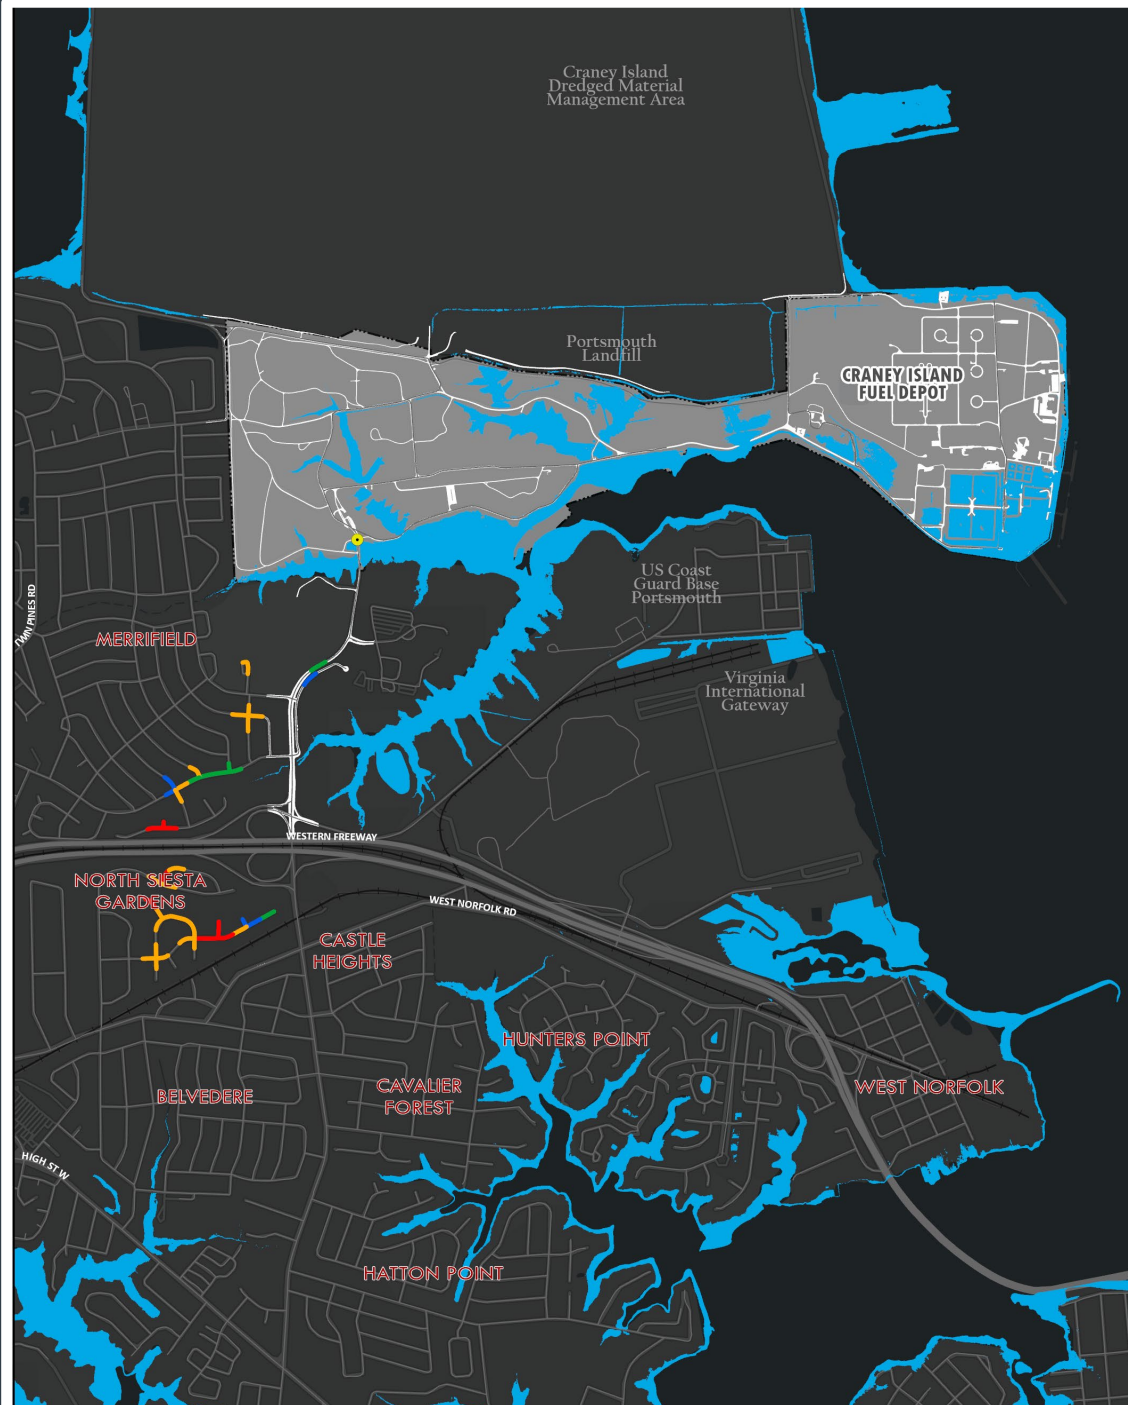 Craney Island
Dredged Material
Management Area
Portsmouth
Landfill
CRANEY ISLAND
FUEL DEPOT
US Coast
Guard Base
Portsmouth
TWIN PINES RD
MERRIFIELD
Virginia
International
Gateway
WESTERN FREEWAY
NORTH SIESTA
GARDENS
WEST NORFOLK RD
CASTLE
HEIGHTS
HUNTERS POINT
BELVEDERE
CAVALIER
FOREST
WEST NORFOLK
HIGH ST W
HATTON POINT